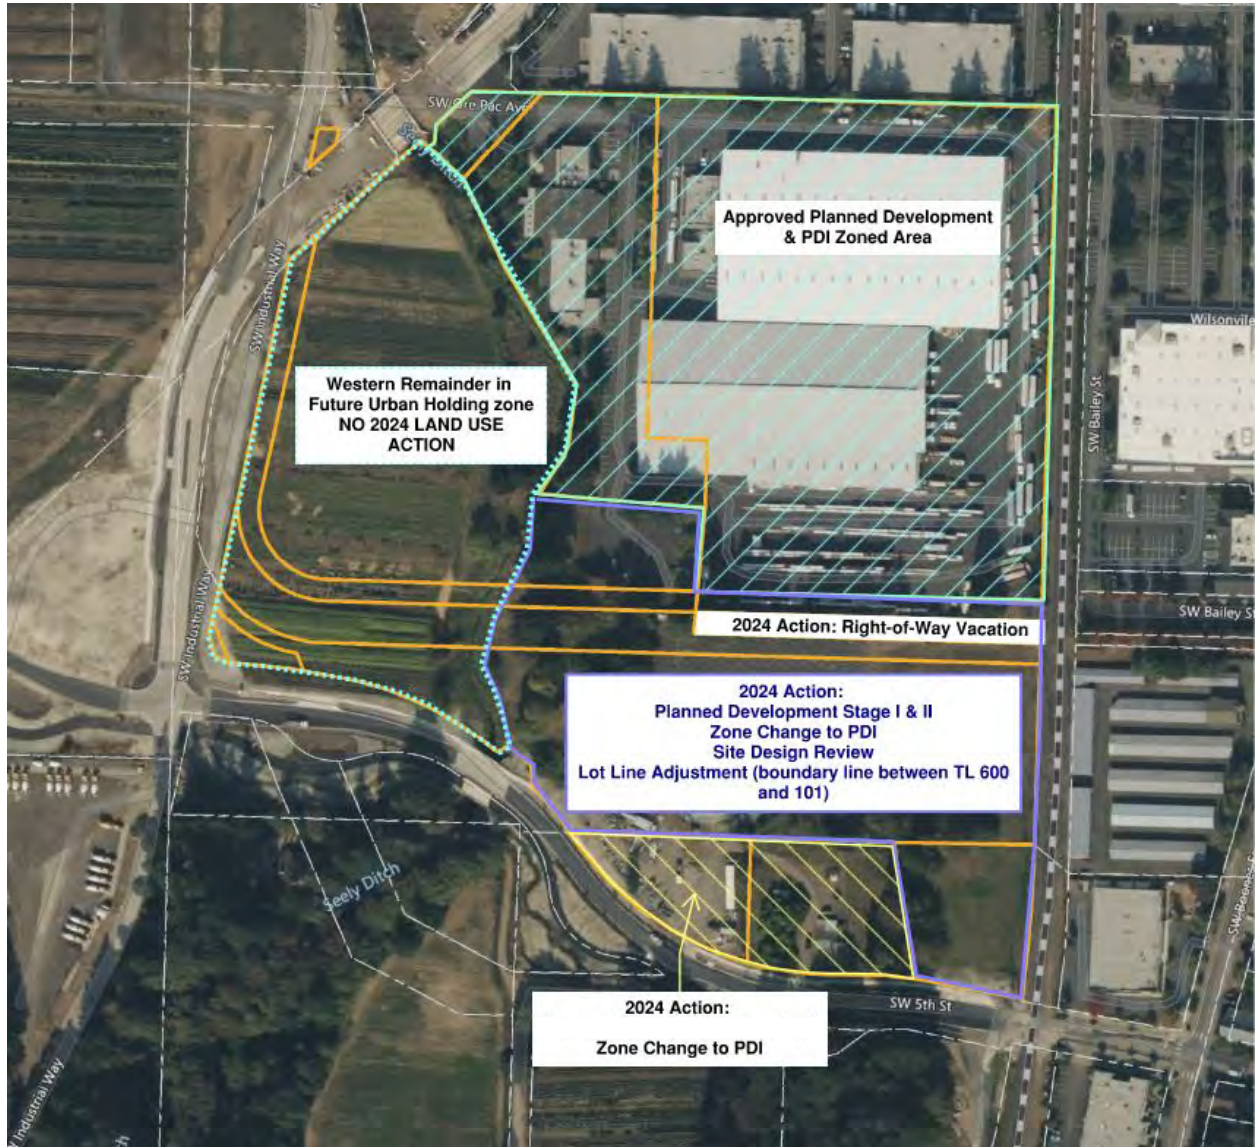 SW Ore Pac Ave
Approved Planned Development
& PDI Zoned Area
SW Industrial Way
Wilsonville
Western Remainder in
Future Urban Holding zone
NO 2024 LAND USE
ACTION
SW Bailey St
SW Bailey St
2024 Action: Right-of-Way Vacation
SW Industrial Way
2024 Action:
Planned Development Stage I & II
Zone Change to PDI
Site Design Review
Lot Line Adjustment (boundary line between TL 600
and 101)
Seely Ditch
SW Boones
SW 5th St
2024 Action:
Zone Change to PDI
Industrial Way